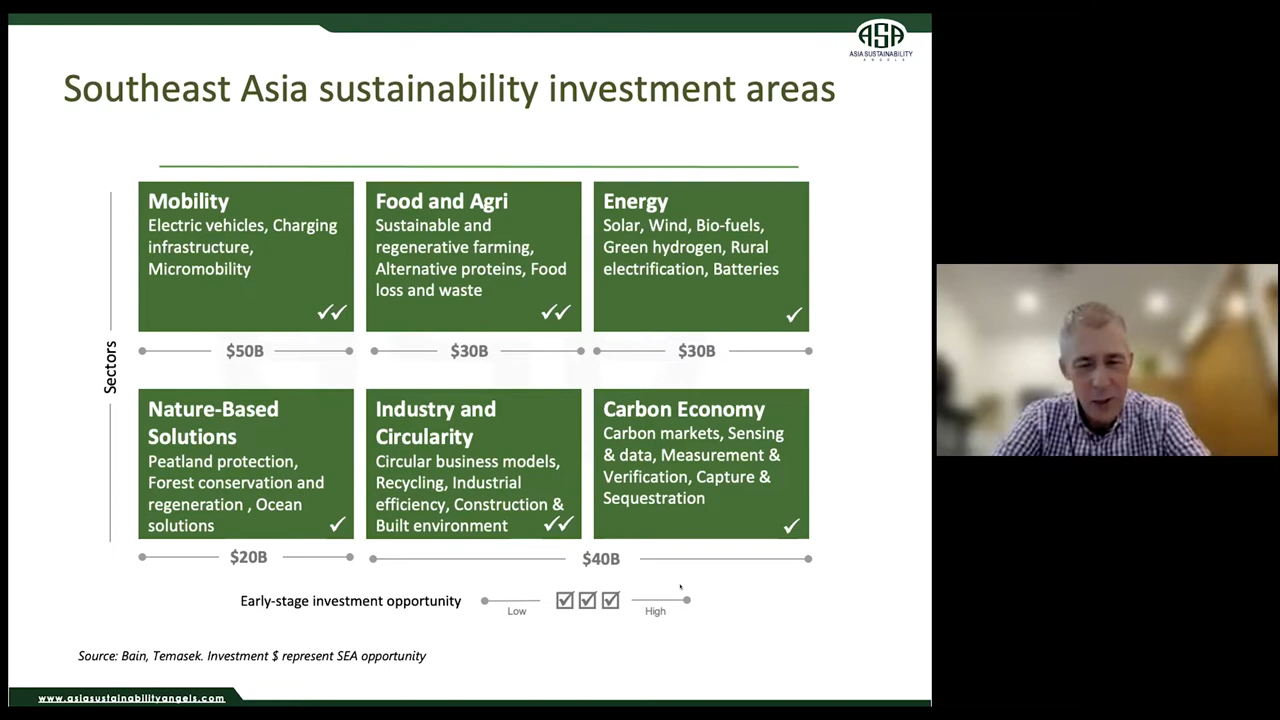 ASA
ASIA SUSTAINABILITY
ANGELS
Southeast Asia sustainability investment areas
Sectors
Mobility
Electric vehicles, Charging
infrastructure,
Micromobility
$50B
Food and Agri
Sustainable and
regenerative farming,
Alternative proteins, Food
loss and waste
$30B
Energy
Solar, Wind, Bio-fuels,
Green hydrogen, Rural
electrification, Batteries
$30B
Nature-Based
Solutions
Peatland protection,
Forest conservation and
regeneration , Ocean
solutions
$20B
Industry and
Circularity
Circular business models,
Recycling, Industrial
efficiency, Construction &
Built environment
Carbon Economy
Carbon markets, Sensing
& data, Measurement &
Verification, Capture &
Sequestration
$40B
Early-stage investment opportunity
Low
High
Source: Bain, Temasek. Investment $ represent SEA opportunity
www.asiasustainabilityangels.com